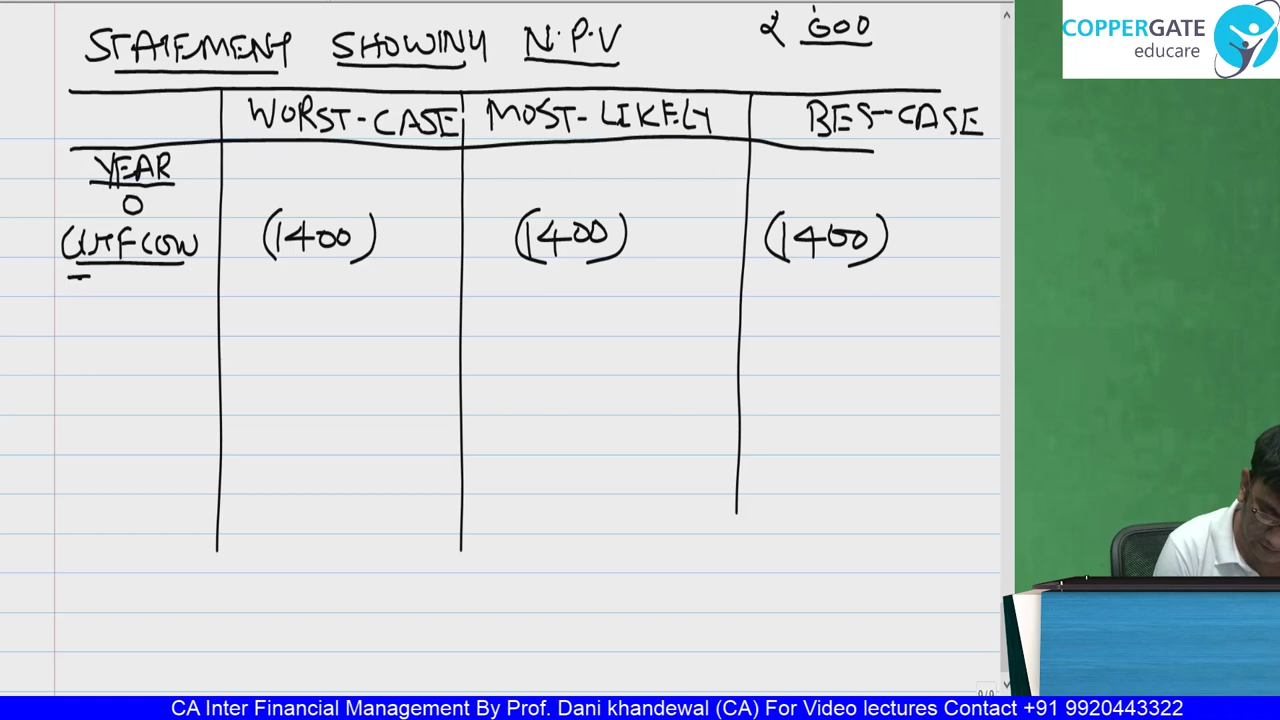 STATEMENT SHOWING N.P.V
₹ '000
WORST-CASE MOST-LIKELY BEST-CASE
YEAR
0
OUTFLOW (1400) (1400) (1400)
COPPERGATE
educare
CA Inter Financial Management By Prof. Dani khandewal (CA) For Video lectures Contact +91 9920443322